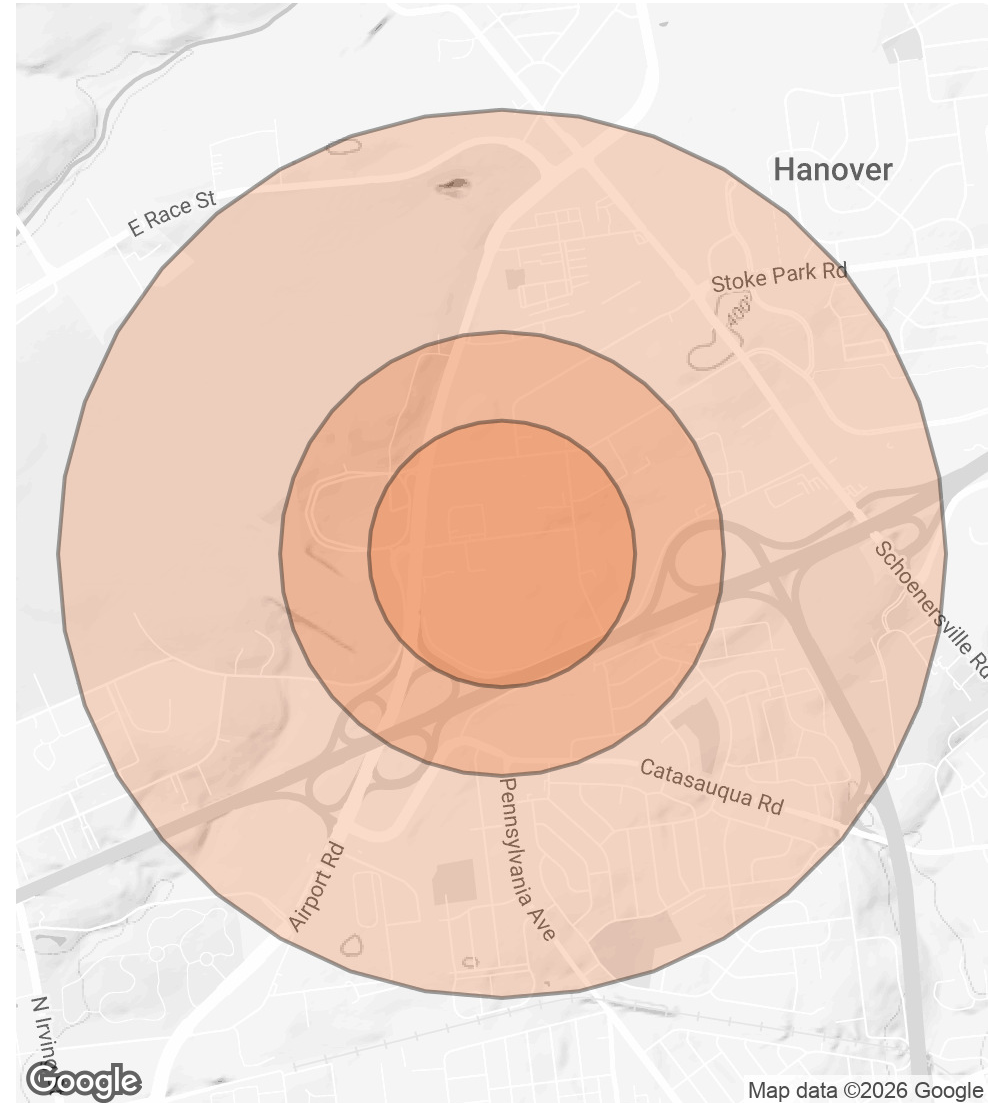 Hanover
E Race St
Stoke Park Rd
Schoenersville Rd
Catasauqua Rd
Pennsylvania Ave
Airport Rd
N Irving
Google
Map data ©2026 Google